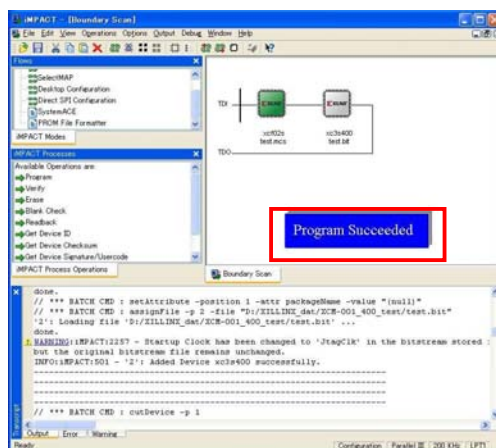 iMPACT - [Boundary Scan]
File Edit View Operations Options Output Debug Window Help
Flows
SelectMAP
Desktop Configuration
Direct SPI Configuration
SystemACE
PROM File Formatter
iMPACT Modes
iMPACT Processes
Available Operations are:
Program
Verify
Erase
Blank Check
Readback
Get Device ID
Get Device Checksum
Get Device Signature/Usercode
iMPACT Process Operations
TDI
TDO
xcf02s
test.mcs
xc3s400
test.bit
Program Succeeded
Boundary Scan
done.
// *** BATCH CMD : setAttribute -position 1 -attr packageName -value "(null)"
// *** BATCH CMD : assignFile -p 2 -file "D:/XILLINX_dat/XCM-001_400_test/test.bit"
'2': Loading file 'D:/XILLINX_dat/XCM-001_400_test/test.bit' ...
done.
WARNING:iMPACT:2257 - Startup Clock has been changed to 'JtagClk' in the bitstream stored
but the original bitstream file remains unchanged.
INFO:iMPACT:501 - '2': Added Device xc3s400 successfully.
----------------------------------------------------------------------
----------------------------------------------------------------------
----------------------------------------------------------------------
// *** BATCH CMD : cutDevice -p 1
Transcript
Output Error Warning
Ready
Configuration Parallel III 200 KHz LPT1